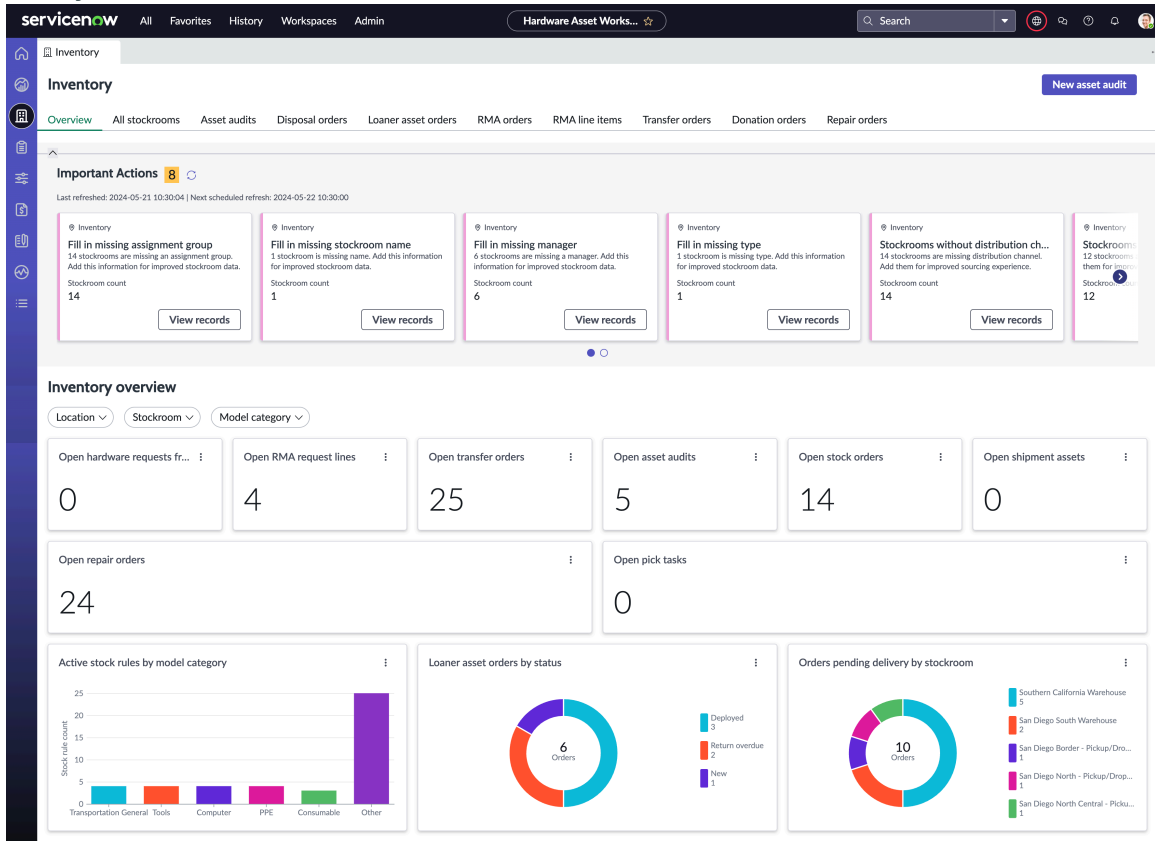 servicenow All Favorites History Workspaces Admin Hardware Asset Works... Search
Inventory
Inventory New asset audit
Overview All stockrooms Asset audits Disposal orders Loaner asset orders RMA orders RMA line items Transfer orders Donation orders Repair orders
Important Actions 8
Last refreshed: 2024-05-21 10:30:04 | Next scheduled refresh: 2024-05-22 10:30:00
Inventory
Fill in missing assignment group
14 stockrooms are missing an assignment group.
Add this information for improved stockroom data.
Stockroom count
14
View records
Inventory
Fill in missing stockroom name
1 stockroom is missing name. Add this information
for improved stockroom data.
Stockroom count
1
View records
Inventory
Fill in missing manager
6 stockrooms are missing a manager. Add this
information for improved stockroom data.
Stockroom count
6
View records
Inventory
Fill in missing type
1 stockroom is missing type. Add this information
for improved stockroom data.
Stockroom count
1
View records
Inventory
Stockrooms without distribution ch...
14 stockrooms are missing distribution channel.
Add them for improved sourcing experience.
Stockroom count
14
View records
Inventory
Stockrooms
12 stockrooms
them for
Stockroom
12
Inventory overview
Location Stockroom Model category
Open hardware requests fr...
0
Open RMA request lines
4
Open transfer orders
25
Open asset audits
5
Open stock orders
14
Open shipment assets
0
Open repair orders
24
Open pick tasks
0
Active stock rules by model category
Stock rule count
25
20
15
10
5
0
Transportation General Tools Computer PPE Consumable Other
Loaner asset orders by status
6
Orders
Deployed
3
Return overdue
2
New
1
Orders pending delivery by stockroom
10
Orders
Southern California Warehouse
5
San Diego South Warehouse
2
San Diego Border - Pickup/Dro...
1
San Diego North - Pickup/Drop...
1
San Diego North Central - Picku...
1